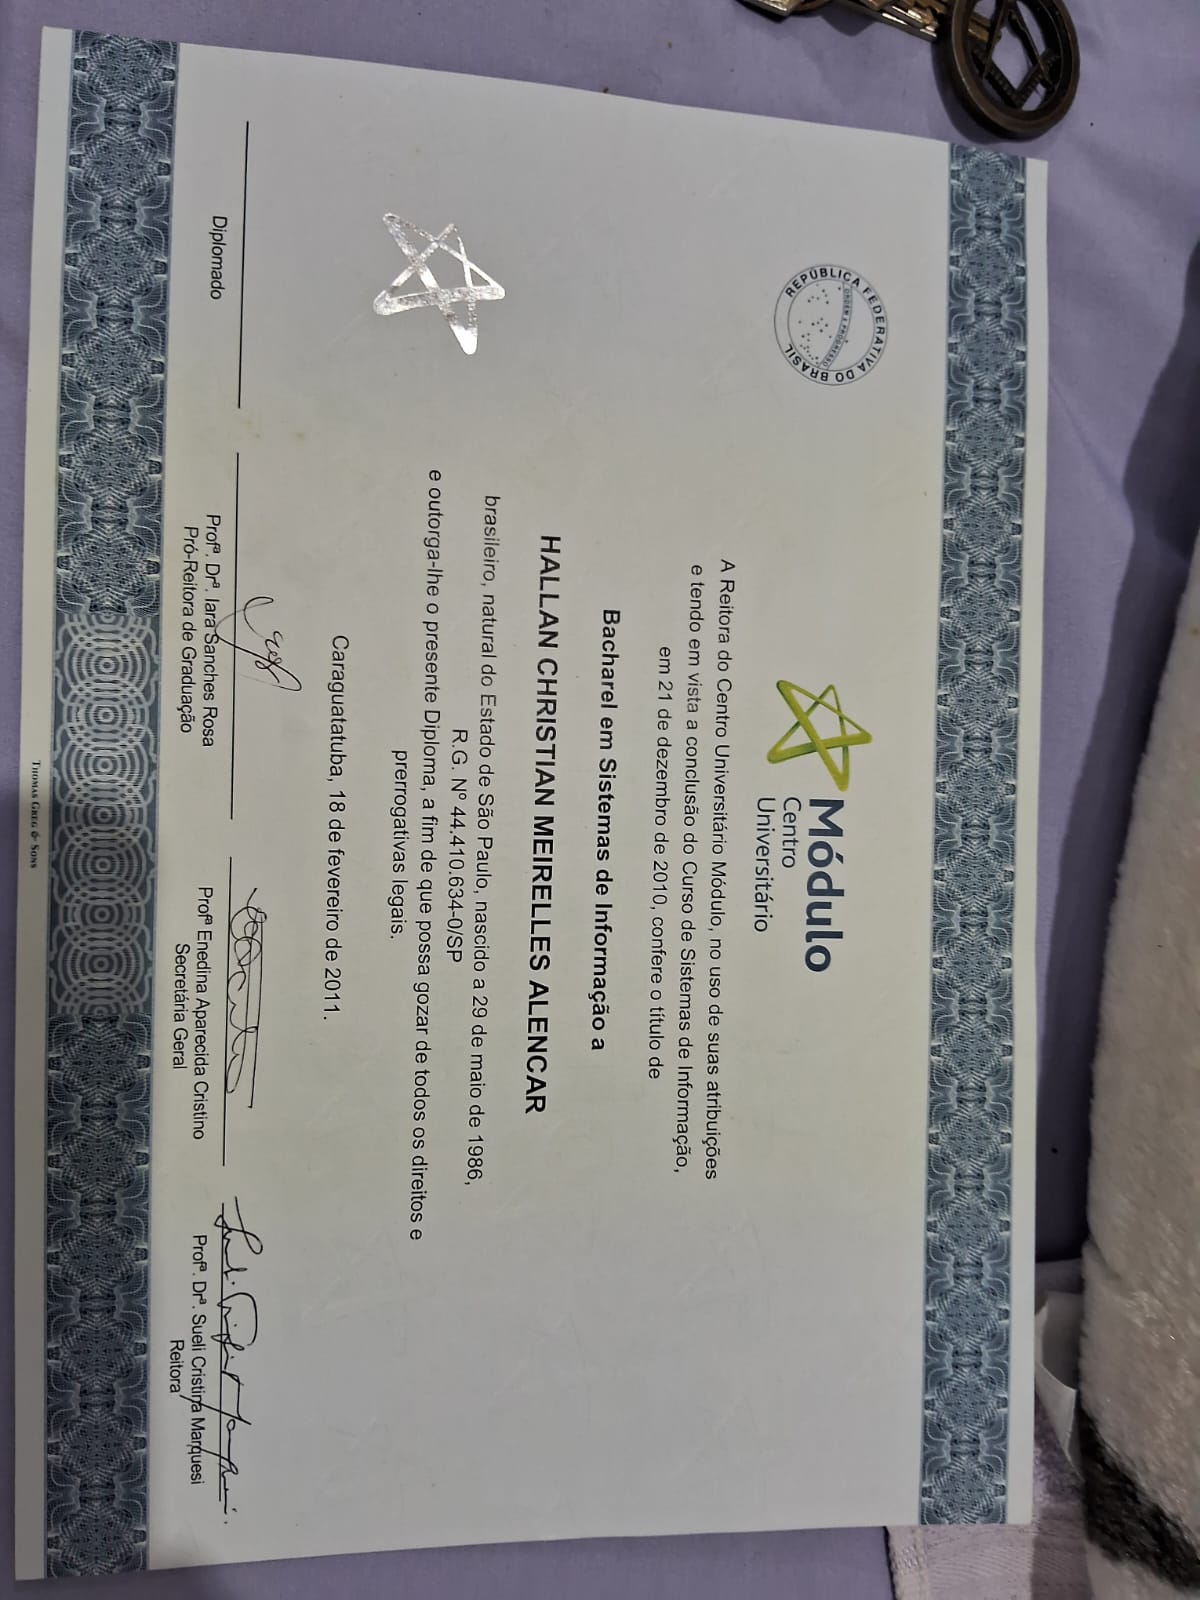 REPÚBLICA FEDERATIVA DO BRASIL
ORDEM E PROGRESSO
Módulo
Centro
Universitário
A Reitora do Centro Universitário Módulo, no uso de suas atribuições
e tendo em vista a conclusão do Curso de Sistemas de Informação,
em 21 de dezembro de 2010, confere o título de
Bacharel em Sistemas de Informação a
HALLAN CHRISTIAN MEIRELLES ALENCAR
brasileiro, natural do Estado de São Paulo, nascido a 29 de maio de 1986,
R.G. Nº 44.410.634-0/SP
e outorga-lhe o presente Diploma, a fim de que possa gozar de todos os direitos e
prerrogativas legais.
Caraguatatuba, 18 de fevereiro de 2011.
Diplomado
Profª. Drª. Iara Sanches Rosa
Pró-Reitora de Graduação
Profª Enedina Aparecida Cristino
Secretária Geral
Profª. Drª. Sueli Cristina Marquesi
Reitora
THOMAS GREG & SONS